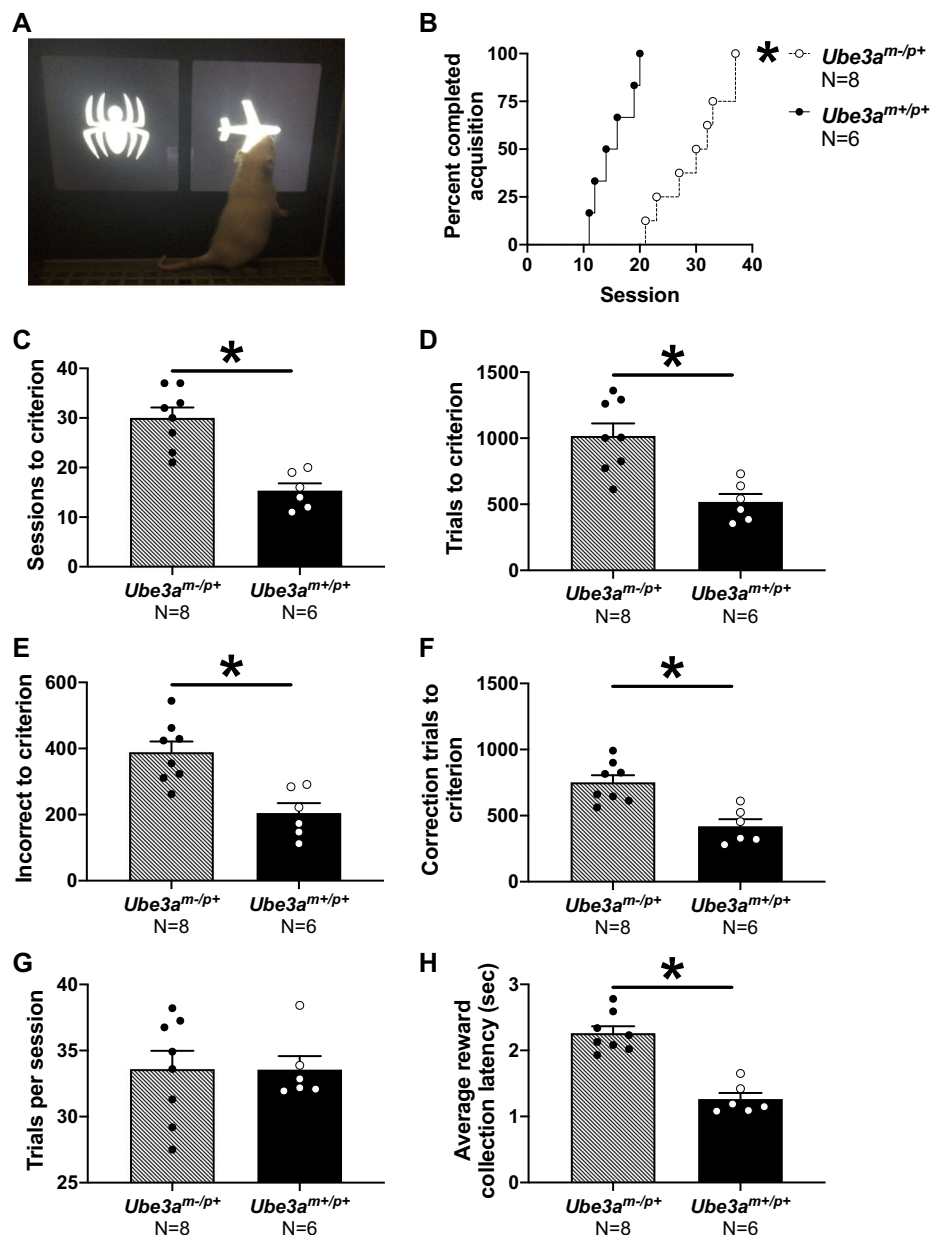 A
B
Percent completed
acquisition
100
75
50
25
0
0 10 20 30 40
Session
* Ube3a^m-/p+
N=8
Ube3a^m+/p+
N=6
C
Sessions to criterion
40
30
20
10
0
*
Ube3a^m-/p+ Ube3a^m+/p+
N=8 N=6
D
Trials to criterion
1500
1000
500
0
*
Ube3a^m-/p+ Ube3a^m+/p+
N=8 N=6
E
Incorrect to criterion
600
400
200
0
*
Ube3a^m-/p+ Ube3a^m+/p+
N=8 N=6
F
Correction trials to
criterion
1500
1000
500
0
*
Ube3a^m-/p+ Ube3a^m+/p+
N=8 N=6
G
Trials per session
40
35
30
25
Ube3a^m-/p+ Ube3a^m+/p+
N=8 N=6
H
Average reward
collection latency (sec)
3
2
1
0
*
Ube3a^m-/p+ Ube3a^m+/p+
N=8 N=6